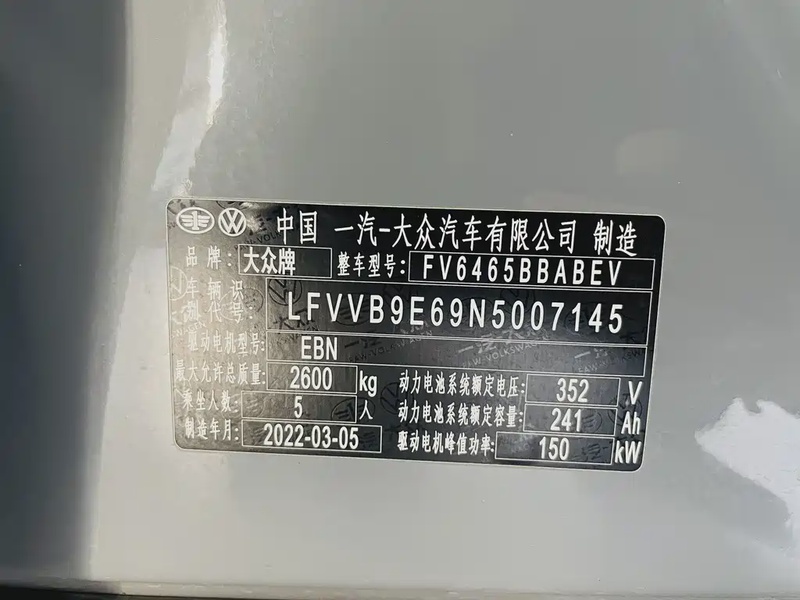 中国 一汽-大众汽车有限公司 制造
品牌: 大众牌 整车型号: FV6465BBABEV
车辆识别代号: LFVVB9E69N5007145
驱动电机型号: EBN
最大允许总质量: 2600 kg 动力电池系统额定电压: 352 V
乘坐人数: 5 人 动力电池系统额定容量: 241 Ah
制造年月: 2022-03-05 驱动电机峰值功率: 150 kW